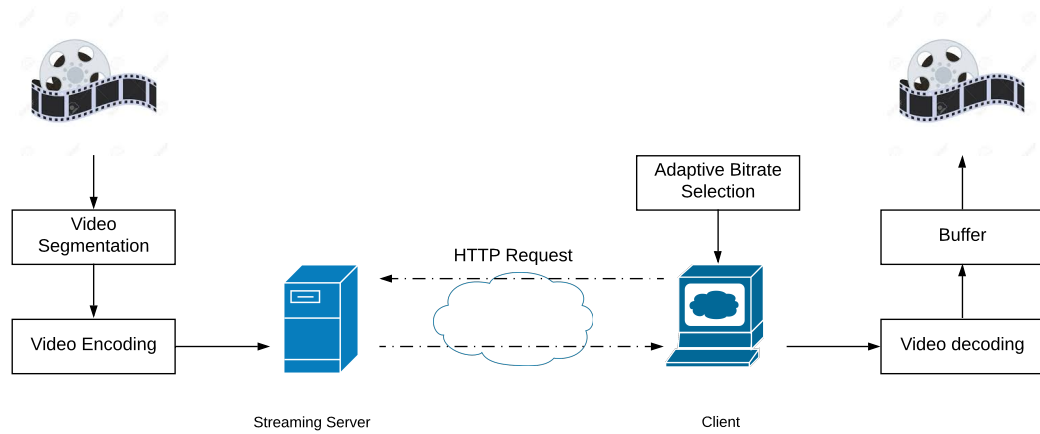 Adaptive Bitrate
Selection
Video
Segmentation
Buffer
HTTP Request
Video Encoding
Video decoding
Streaming Server
Client